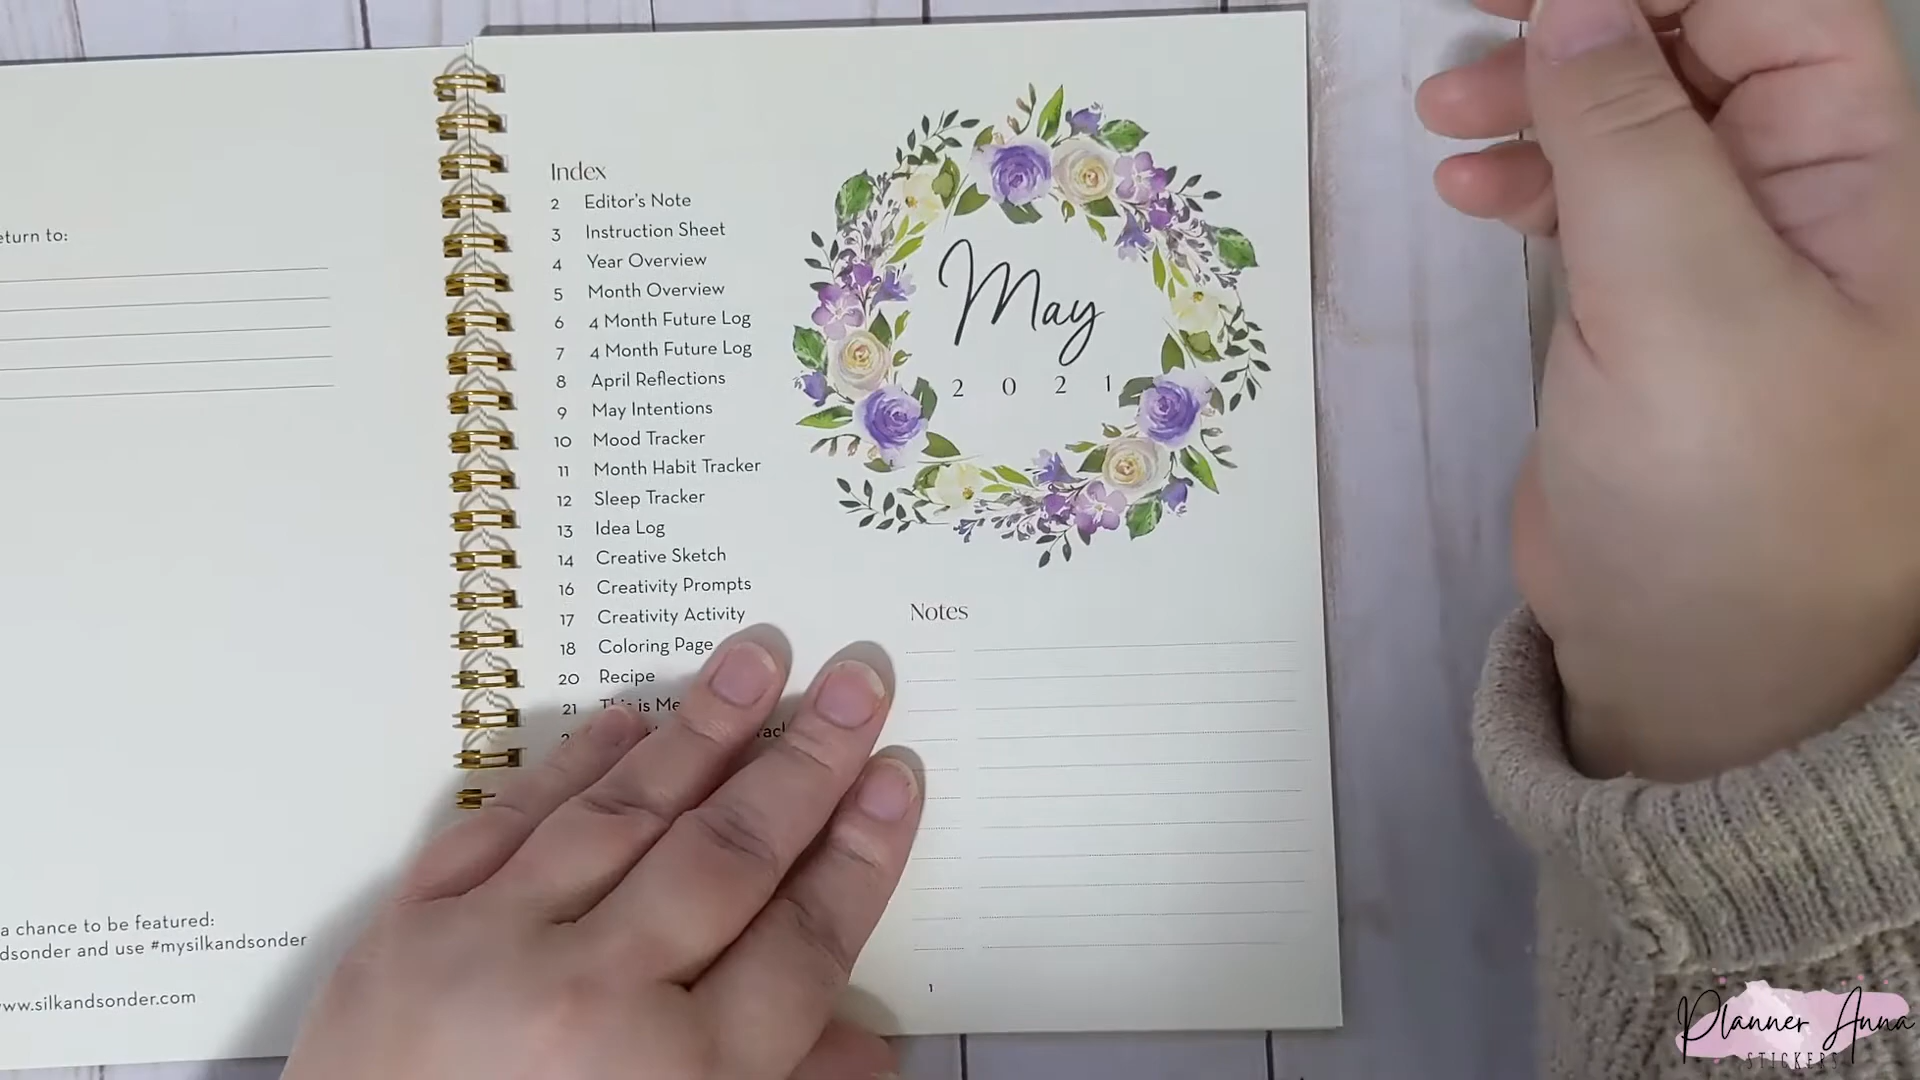 eturn to:
a chance to be featured:
dsonder and use #mysilkandsonder
www.silkandsonder.com
Index
2 Editor's Note
3 Instruction Sheet
4 Year Overview
5 Month Overview
6 4 Month Future Log
7 4 Month Future Log
8 April Reflections
9 May Intentions
10 Mood Tracker
11 Month Habit Tracker
12 Sleep Tracker
13 Idea Log
14 Creative Sketch
16 Creativity Prompts
17 Creativity Activity
18 Coloring Page
20 Recipe
21 This is Me
May
2 0 2 1
Notes
1
Planner Anna
STICKERS